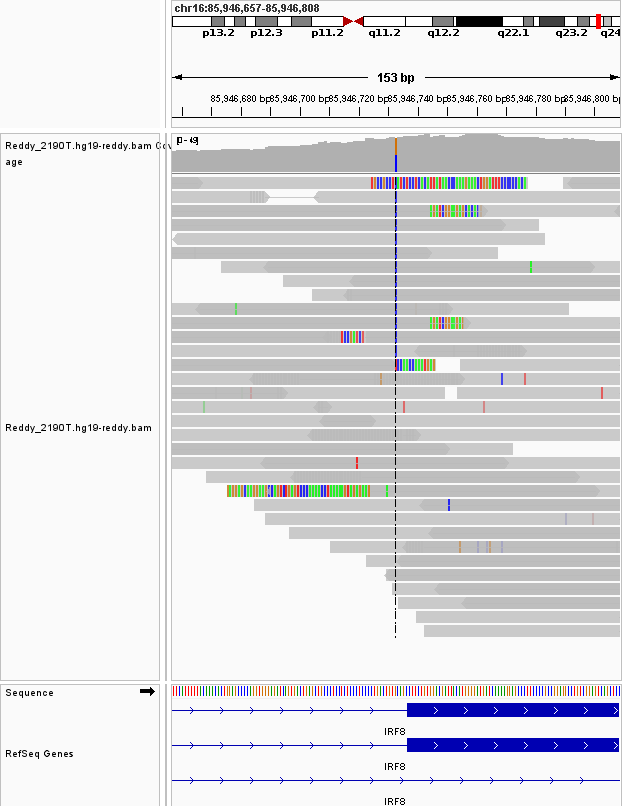 chr16:85,946,657-85,946,808
p13.2 p12.3 p11.2 q11.2 q12.2 q22.1 q23.2 q24
153 bp
85,946,680 bp 85,946,700 bp 85,946,720 bp 85,946,740 bp 85,946,760 bp 85,946,780 bp 85,946,800 bp
Reddy_2190T.hg19-reddy.bam Cov
age
Reddy_2190T.hg19-reddy.bam
Sequence
IRF8
RefSeq Genes
IRF8
IRF8